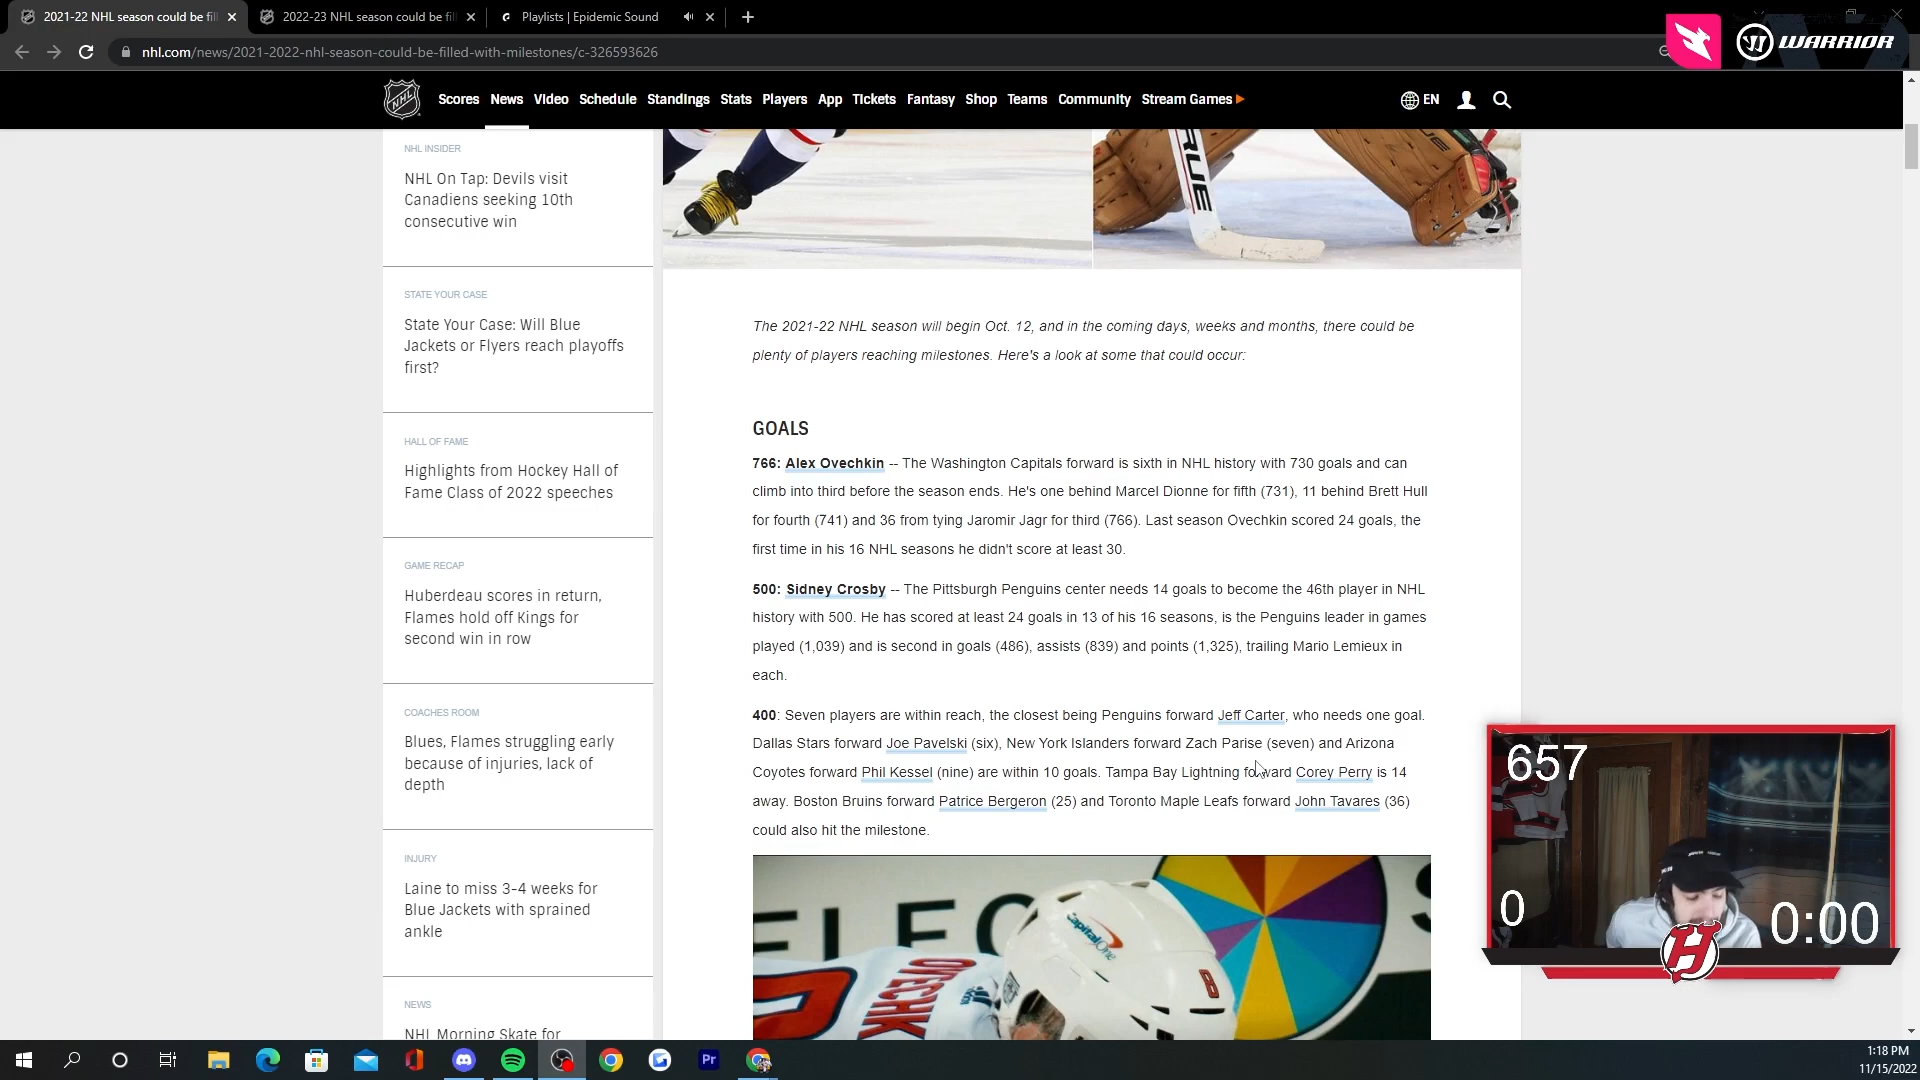 2021-22 NHL season could be fil
2022-23 NHL season could be fil
Playlists | Epidemic Sound
nhl.com/news/2021-2022-nhl-season-could-be-filled-with-milestones/c-326593626
WARRIOR
NHL
Scores News Video Schedule Standings Stats Players App Tickets Fantasy Shop Teams Community Stream Games
EN
NHL INSIDER
NHL On Tap: Devils visit
Canadiens seeking 10th
consecutive win
STATE YOUR CASE
State Your Case: Will Blue
Jackets or Flyers reach playoffs
first?
HALL OF FAME
Highlights from Hockey Hall of
Fame Class of 2022 speeches
GAME RECAP
Huberdeau scores in return,
Flames hold off Kings for
second win in row
COACHES ROOM
Blues, Flames struggling early
because of injuries, lack of
depth
INJURY
Laine to miss 3-4 weeks for
Blue Jackets with sprained
ankle
NEWS
NHL Morning Skate for
TRUE
The 2021-22 NHL season will begin Oct. 12, and in the coming days, weeks and months, there could be
plenty of players reaching milestones. Here's a look at some that could occur:
GOALS
766: Alex Ovechkin -- The Washington Capitals forward is sixth in NHL history with 730 goals and can
climb into third before the season ends. He's one behind Marcel Dionne for fifth (731), 11 behind Brett Hull
for fourth (741) and 36 from tying Jaromir Jagr for third (766). Last season Ovechkin scored 24 goals, the
first time in his 16 NHL seasons he didn't score at least 30.
500: Sidney Crosby -- The Pittsburgh Penguins center needs 14 goals to become the 46th player in NHL
history with 500. He has scored at least 24 goals in 13 of his 16 seasons, is the Penguins leader in games
played (1,039) and is second in goals (486), assists (839) and points (1,325), trailing Mario Lemieux in
each.
400: Seven players are within reach, the closest being Penguins forward Jeff Carter, who needs one goal.
Dallas Stars forward Joe Pavelski (six), New York Islanders forward Zach Parise (seven) and Arizona
Coyotes forward Phil Kessel (nine) are within 10 goals. Tampa Bay Lightning forward Corey Perry is 14
away. Boston Bruins forward Patrice Bergeron (25) and Toronto Maple Leafs forward John Tavares (36)
could also hit the milestone.
ELEC
Capital One
OVECHK
8
657
0
0:00
H
Pr
1:18 PM
11/15/2022